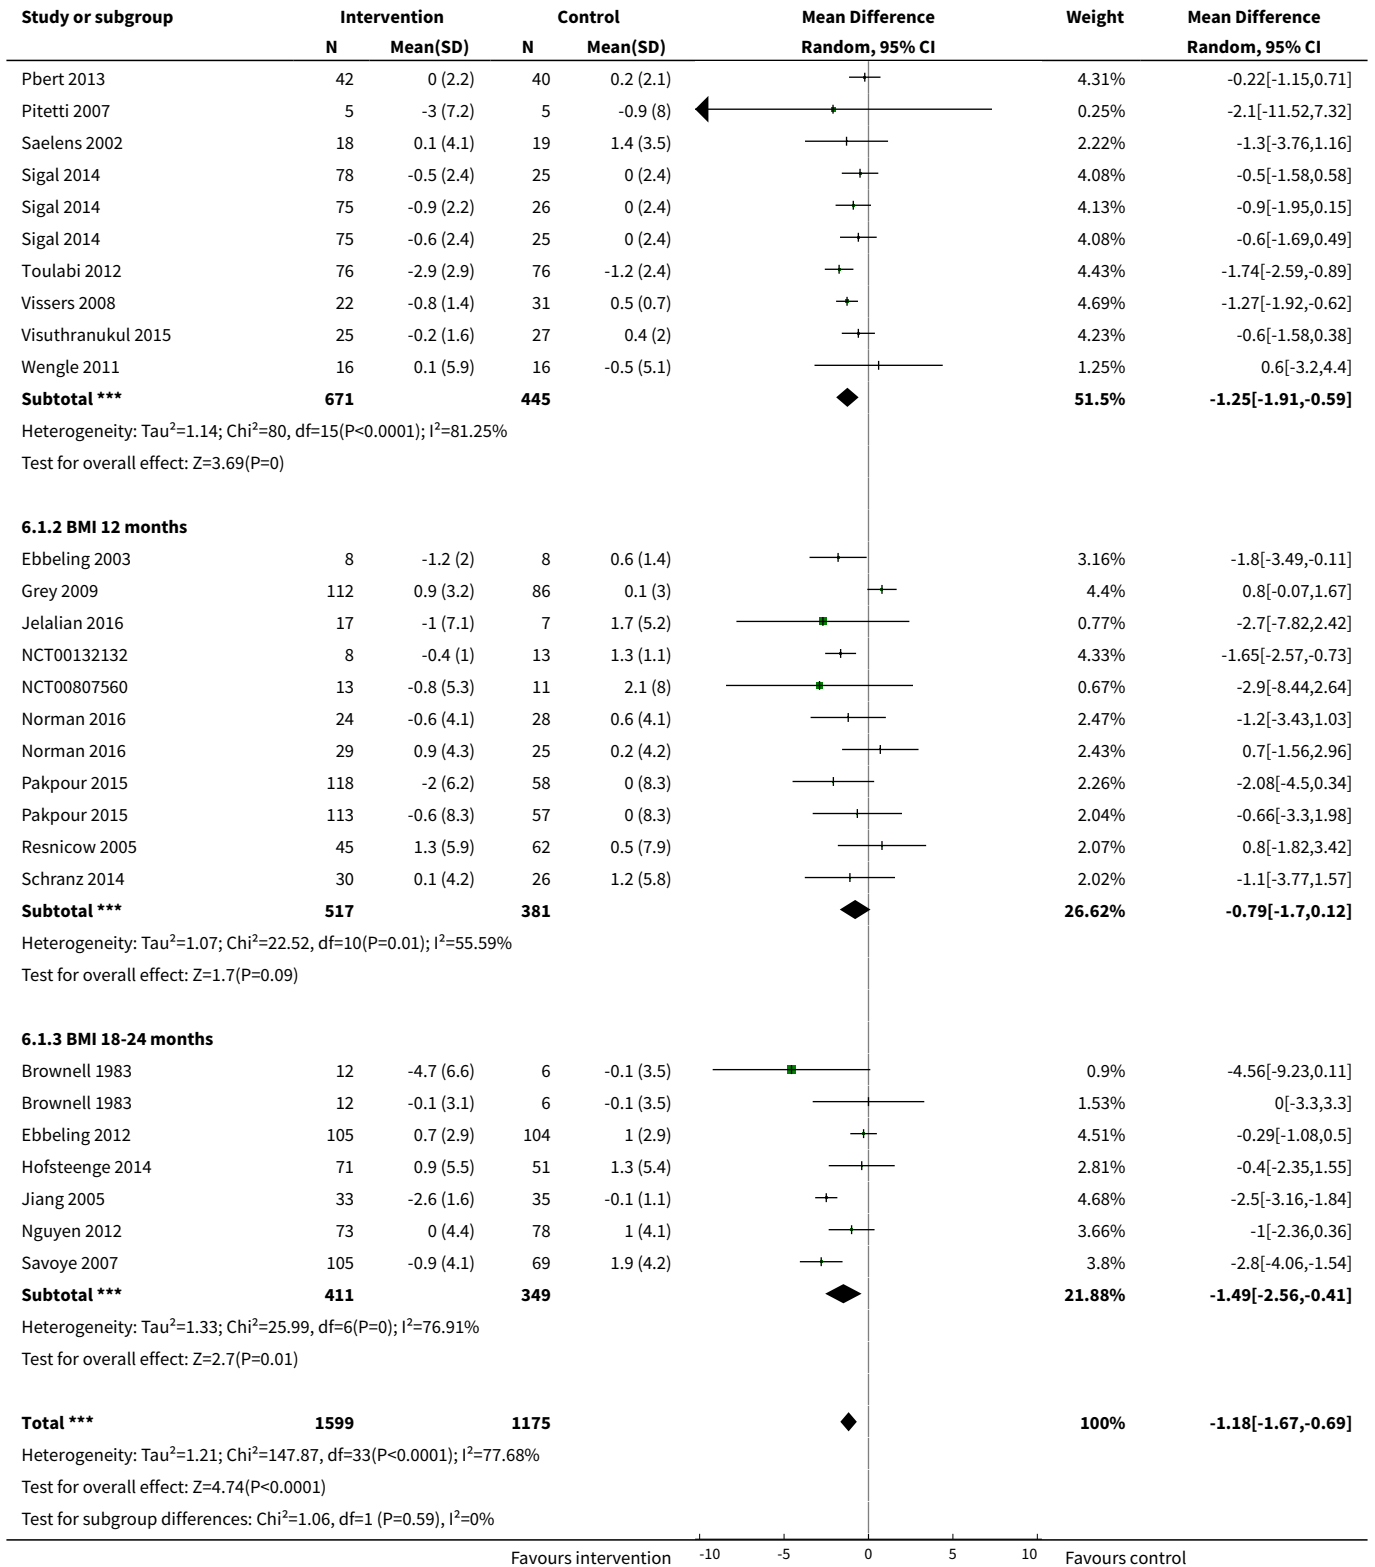 Study or subgroup Intervention Control Mean Difference Weight Mean Difference
N Mean(SD) N Mean(SD) Random, 95% CI Random, 95% CI
Pbert 2013 42 0 (2.2) 40 0.2 (2.1) 4.31% -0.22[-1.15,0.71]
Pitetti 2007 5 -3 (7.2) 5 -0.9 (8) 0.25% -2.1[-11.52,7.32]
Saelens 2002 18 0.1 (4.1) 19 1.4 (3.5) 2.22% -1.3[-3.76,1.16]
Sigal 2014 78 -0.5 (2.4) 25 0 (2.4) 4.08% -0.5[-1.58,0.58]
Sigal 2014 75 -0.9 (2.2) 26 0 (2.4) 4.13% -0.9[-1.95,0.15]
Sigal 2014 75 -0.6 (2.4) 25 0 (2.4) 4.08% -0.6[-1.69,0.49]
Toulabi 2012 76 -2.9 (2.9) 76 -1.2 (2.4) 4.43% -1.74[-2.59,-0.89]
Vissers 2008 22 -0.8 (1.4) 31 0.5 (0.7) 4.69% -1.27[-1.92,-0.62]
Visuthranukul 2015 25 -0.2 (1.6) 27 0.4 (2) 4.23% -0.6[-1.58,0.38]
Wengle 2011 16 0.1 (5.9) 16 -0.5 (5.1) 1.25% 0.6[-3.2,4.4]
Subtotal *** 671 445 51.5% -1.25[-1.91,-0.59]
Heterogeneity: Tau²=1.14; Chi²=80, df=15(P<0.0001); I²=81.25%
Test for overall effect: Z=3.69(P=0)
6.1.2 BMI 12 months
Ebbeling 2003 8 -1.2 (2) 8 0.6 (1.4) 3.16% -1.8[-3.49,-0.11]
Grey 2009 112 0.9 (3.2) 86 0.1 (3) 4.4% 0.8[-0.07,1.67]
Jelalian 2016 17 -1 (7.1) 7 1.7 (5.2) 0.77% -2.7[-7.82,2.42]
NCT00132132 8 -0.4 (1) 13 1.3 (1.1) 4.33% -1.65[-2.57,-0.73]
NCT00807560 13 -0.8 (5.3) 11 2.1 (8) 0.67% -2.9[-8.44,2.64]
Norman 2016 24 -0.6 (4.1) 28 0.6 (4.1) 2.47% -1.2[-3.43,1.03]
Norman 2016 29 0.9 (4.3) 25 0.2 (4.2) 2.43% 0.7[-1.56,2.96]
Pakpour 2015 118 -2 (6.2) 58 0 (8.3) 2.26% -2.08[-4.5,0.34]
Pakpour 2015 113 -0.6 (8.3) 57 0 (8.3) 2.04% -0.66[-3.3,1.98]
Resnicow 2005 45 1.3 (5.9) 62 0.5 (7.9) 2.07% 0.8[-1.82,3.42]
Schranz 2014 30 0.1 (4.2) 26 1.2 (5.8) 2.02% -1.1[-3.77,1.57]
Subtotal *** 517 381 26.62% -0.79[-1.7,0.12]
Heterogeneity: Tau²=1.07; Chi²=22.52, df=10(P=0.01); I²=55.59%
Test for overall effect: Z=1.7(P=0.09)
6.1.3 BMI 18-24 months
Brownell 1983 12 -4.7 (6.6) 6 -0.1 (3.5) 0.9% -4.56[-9.23,0.11]
Brownell 1983 12 -0.1 (3.1) 6 -0.1 (3.5) 1.53% 0[-3.3,3.3]
Ebbeling 2012 105 0.7 (2.9) 104 1 (2.9) 4.51% -0.29[-1.08,0.5]
Hofsteenge 2014 71 0.9 (5.5) 51 1.3 (5.4) 2.81% -0.4[-2.35,1.55]
Jiang 2005 33 -2.6 (1.6) 35 -0.1 (1.1) 4.68% -2.5[-3.16,-1.84]
Nguyen 2012 73 0 (4.4) 78 1 (4.1) 3.66% -1[-2.36,0.36]
Savoye 2007 105 -0.9 (4.1) 69 1.9 (4.2) 3.8% -2.8[-4.06,-1.54]
Subtotal *** 411 349 21.88% -1.49[-2.56,-0.41]
Heterogeneity: Tau²=1.33; Chi²=25.99, df=6(P=0); I²=76.91%
Test for overall effect: Z=2.7(P=0.01)
Total *** 1599 1175 100% -1.18[-1.67,-0.69]
Heterogeneity: Tau²=1.21; Chi²=147.87, df=33(P<0.0001); I²=77.68%
Test for overall effect: Z=4.74(P<0.0001)
Test for subgroup differences: Chi²=1.06, df=1 (P=0.59), I²=0%
Favours intervention -10 -5 0 5 10 Favours control